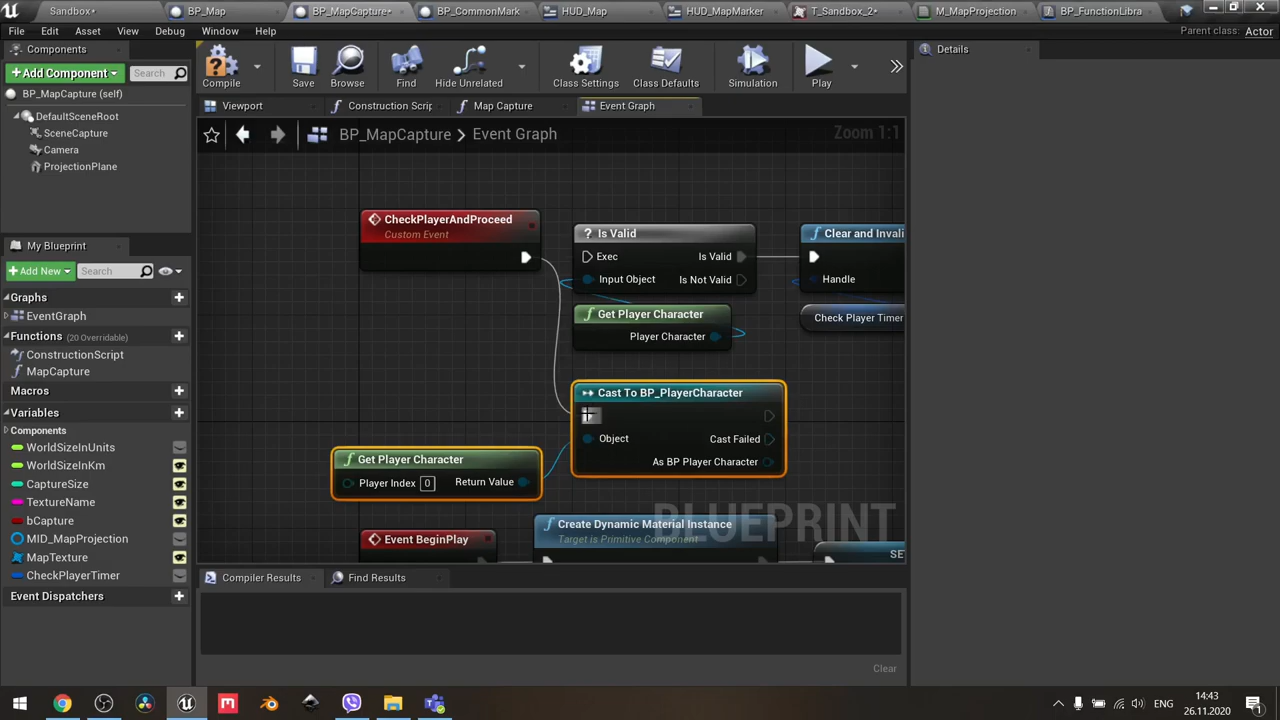 Sandbox•
BP_Map
BP_MapCapture•
BP_CommonMark
HUD_Map
HUD_MapMarker
T_Sandbox_2•
M_MapProjection
BP_FunctionLibra
File
Edit
Asset
View
Debug
Window
Help
Parent class: Actor
Components
+Add Component
Search
BP_MapCapture (self)
DefaultSceneRoot
SceneCapture
Camera
ProjectionPlane
Compile
Save
Browse
Find
Hide Unrelated
Class Settings
Class Defaults
Simulation
Play
Details
Viewport
Construction Scrip
Map Capture
Event Graph
BP_MapCapture > Event Graph
Zoom 1:1
My Blueprint
+Add New
Search
Graphs
EventGraph
Functions (20 Overridable)
ConstructionScript
MapCapture
Macros
Variables
Components
WorldSizeInUnits
WorldSizeInKm
CaptureSize
TextureName
bCapture
MID_MapProjection
MapTexture
CheckPlayerTimer
Event Dispatchers
CheckPlayerAndProceed
Custom Event
? Is Valid
Exec
Is Valid
Input Object
Is Not Valid
Clear and Invali
Handle
Check Player Timer
Get Player Character
Player Character
Cast To BP_PlayerCharacter
Object
Cast Failed
As BP Player Character
Get Player Character
Player Index 0
Return Value
Event BeginPlay
Create Dynamic Material Instance
Target is Primitive Component
SET
BLUEPRINT
Compiler Results
Find Results
Clear
ENG
14:43
26.11.2020